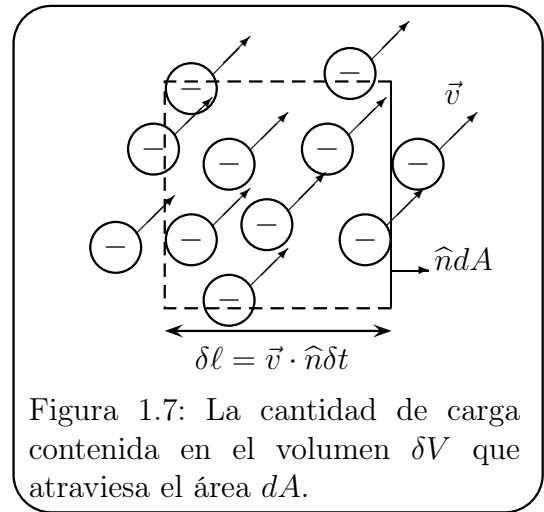 v⃗
n̂dA
δℓ = v⃗ · n̂δt
Figura 1.7: La cantidad de carga
contenida en el volumen δV que
atraviesa el área dA.